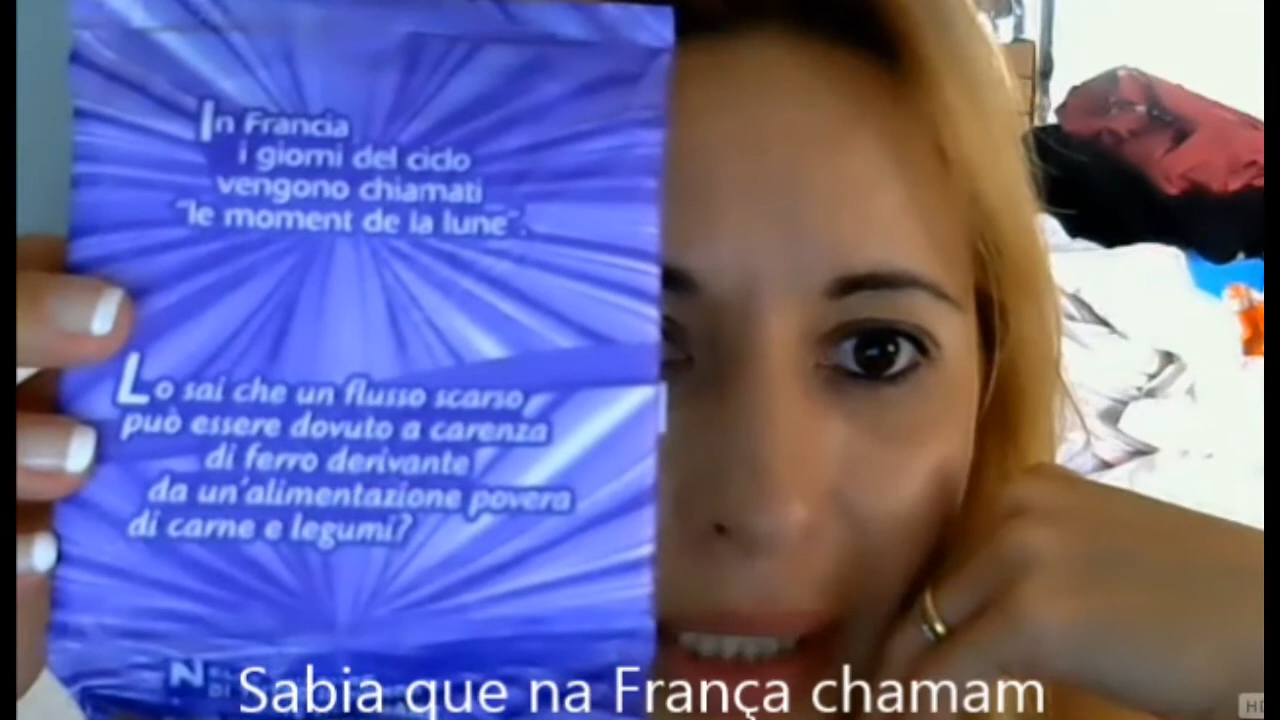 In Francia
i giorni del ciclo
vengono chiamati
"le moment de la lune".
Lo sai che un flusso scarso
può essere dovuto a carenza
di ferro derivante
da un'alimentazione povera
di carne e legumi?
Sabia que na França chamam